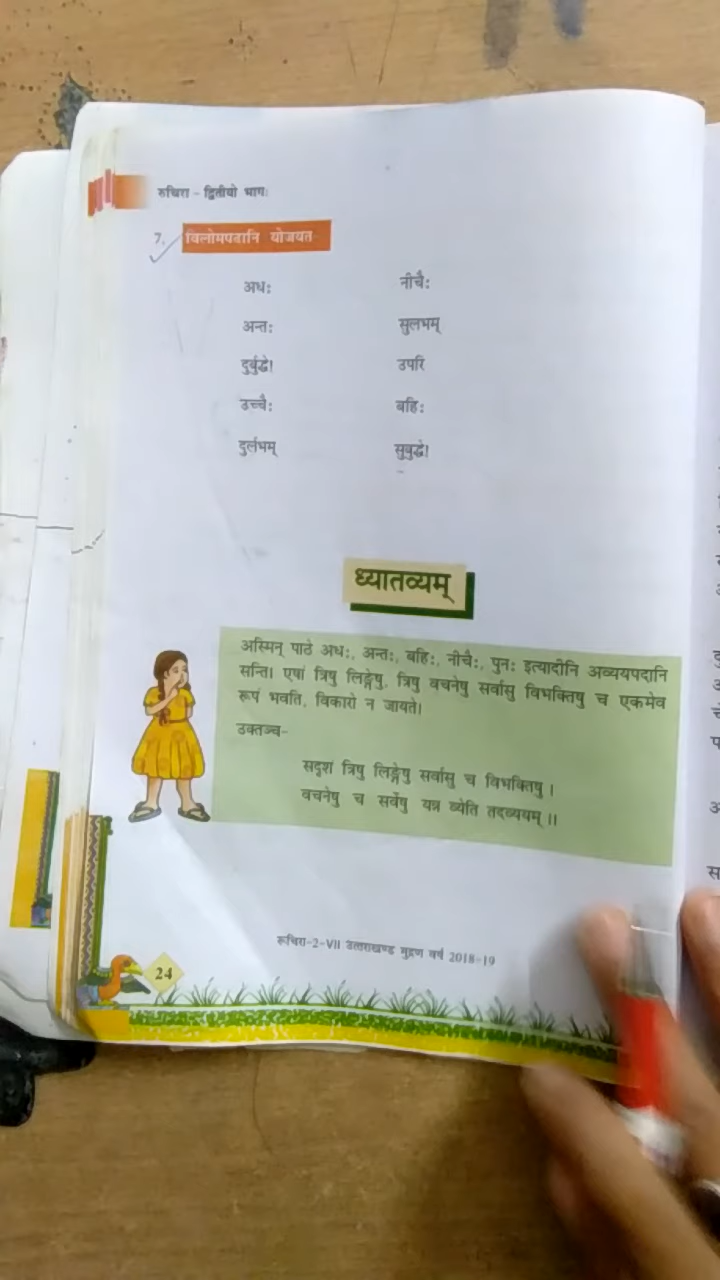 रुचिरा - द्वितीयो भागः
7. विलोमपदानि योजयत-
अधः नीचैः
अन्तः सुलभम्
दुर्बुद्धे! उपरि
उच्चैः बहिः
दुर्लभम् सुबुद्धे!
ध्यातव्यम्
अस्मिन् पाठे अधः, अन्तः, बहिः, नीचैः, पुनः इत्यादीनि अव्ययपदानि
सन्ति। एषां त्रिषु लिङ्गेषु, त्रिषु वचनेषु सर्वासु विभक्तिषु च एकमेव
रूपं भवति, विकारो न जायते।
उक्तञ्च-
सदृशं त्रिषु लिङ्गेषु सर्वासु च विभक्तिषु।
वचनेषु च सर्वेषु यन्न व्येति तदव्ययम्॥
रूचिरा-2-VII उत्तराखण्ड मुद्रण वर्ष 2018-19
24